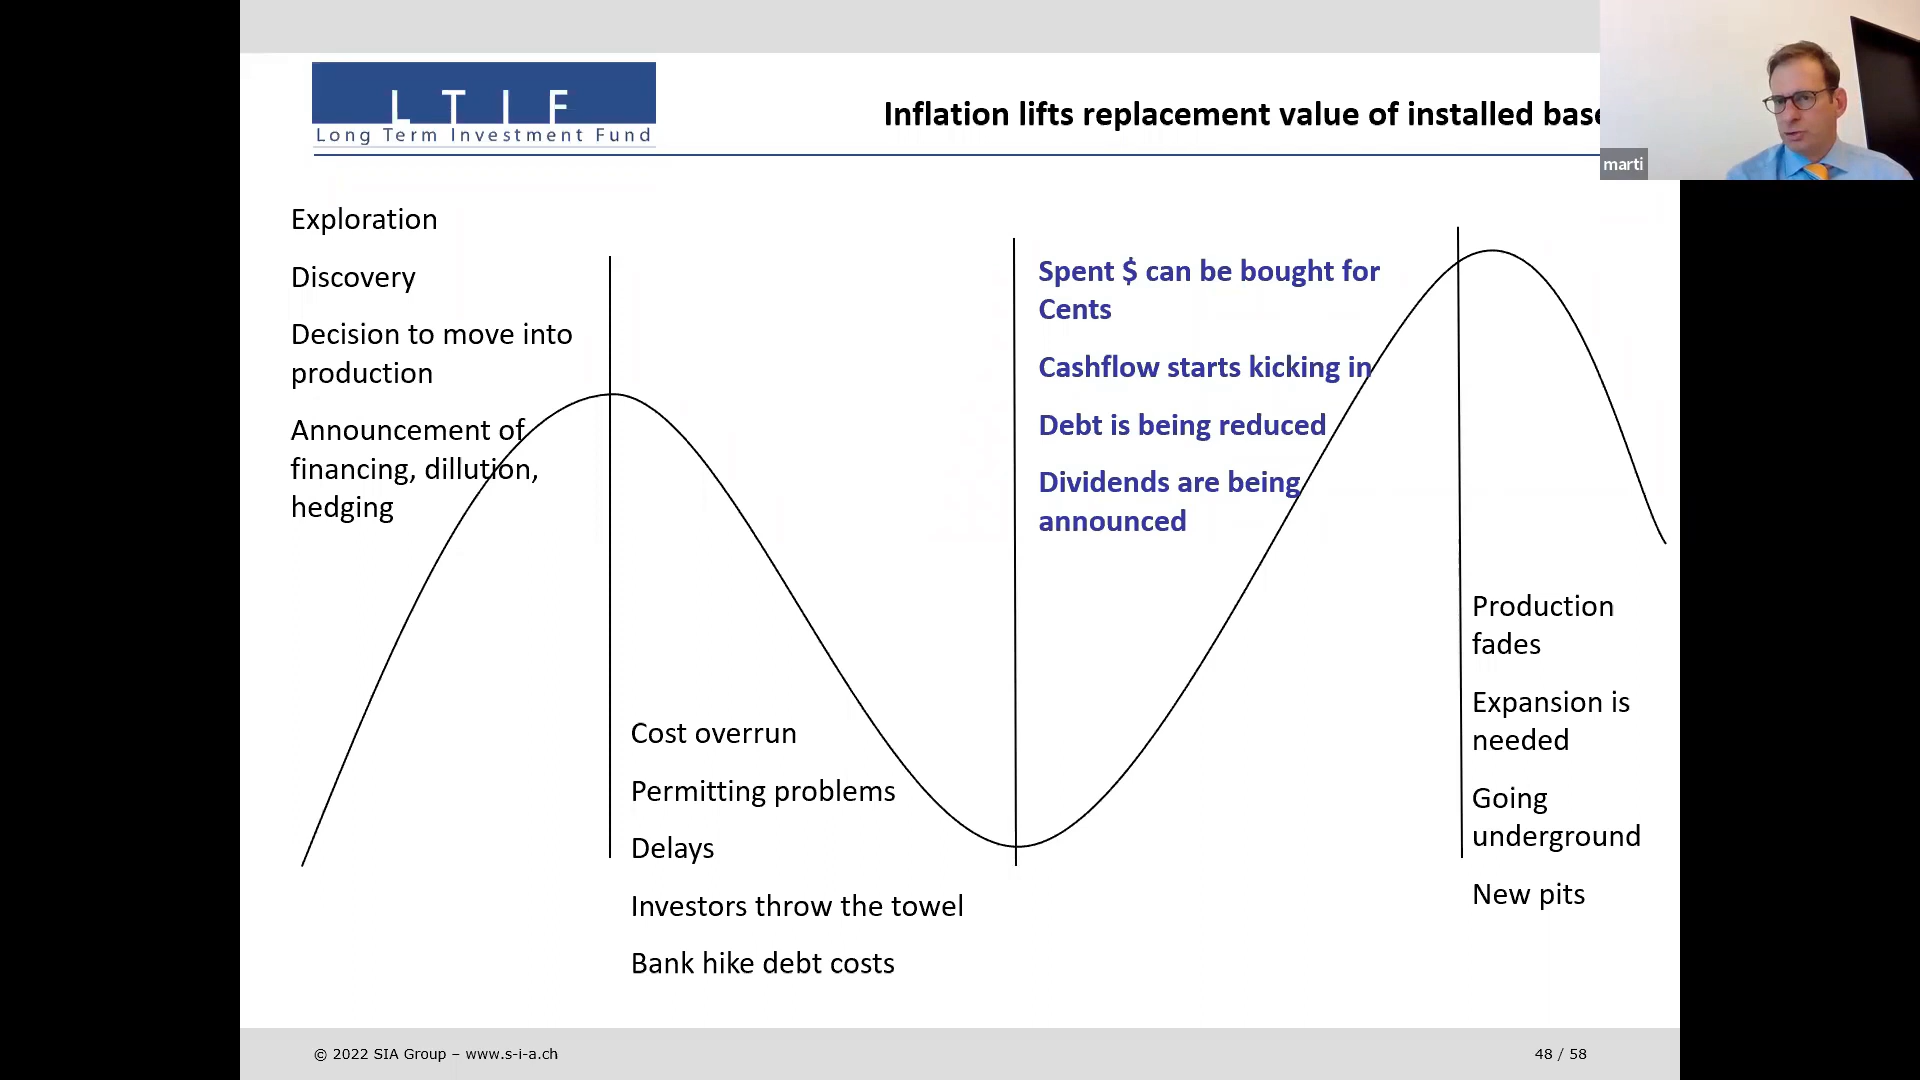 L T I F
Long Term Investment Fund
Inflation lifts replacement value of installed base
marti
Exploration
Discovery
Decision to move into
production
Announcement of
financing, dillution,
hedging
Spent $ can be bought for
Cents
Cashflow starts kicking in
Debt is being reduced
Dividends are being
announced
Cost overrun
Permitting problems
Delays
Investors throw the towel
Bank hike debt costs
Production
fades
Expansion is
needed
Going
underground
New pits
© 2022 SIA Group – www.s-i-a.ch
48 / 58